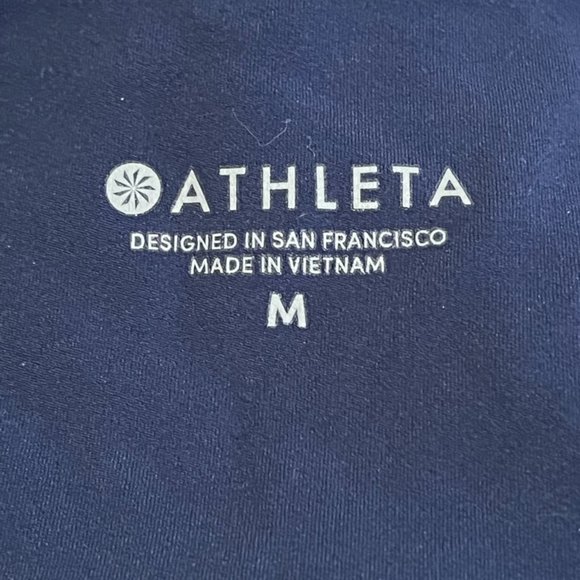 ATHLETA
DESIGNED IN SAN FRANCISCO
MADE IN VIETNAM
M